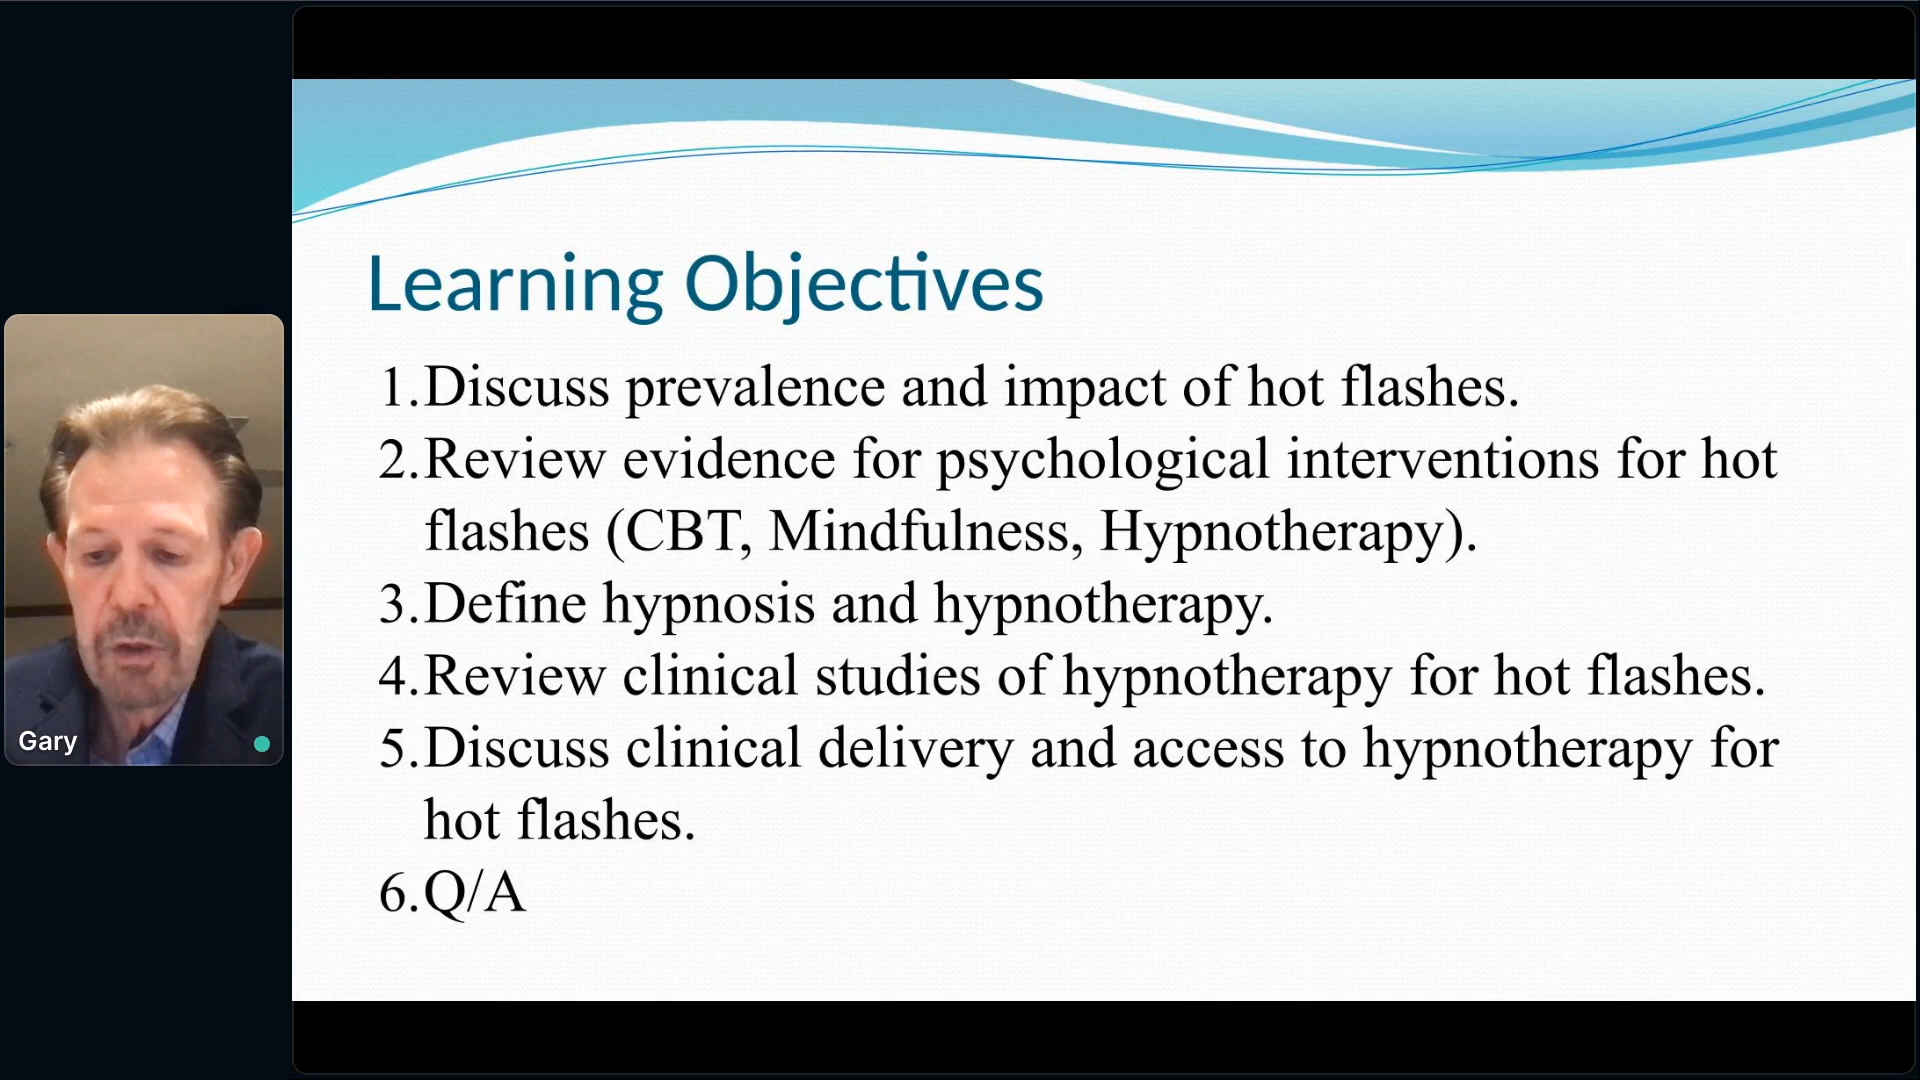 Learning Objectives
1.Discuss prevalence and impact of hot flashes.
2.Review evidence for psychological interventions for hot
flashes (CBT, Mindfulness, Hypnotherapy).
3.Define hypnosis and hypnotherapy.
4.Review clinical studies of hypnotherapy for hot flashes.
5.Discuss clinical delivery and access to hypnotherapy for
hot flashes.
6.Q/A
Gary